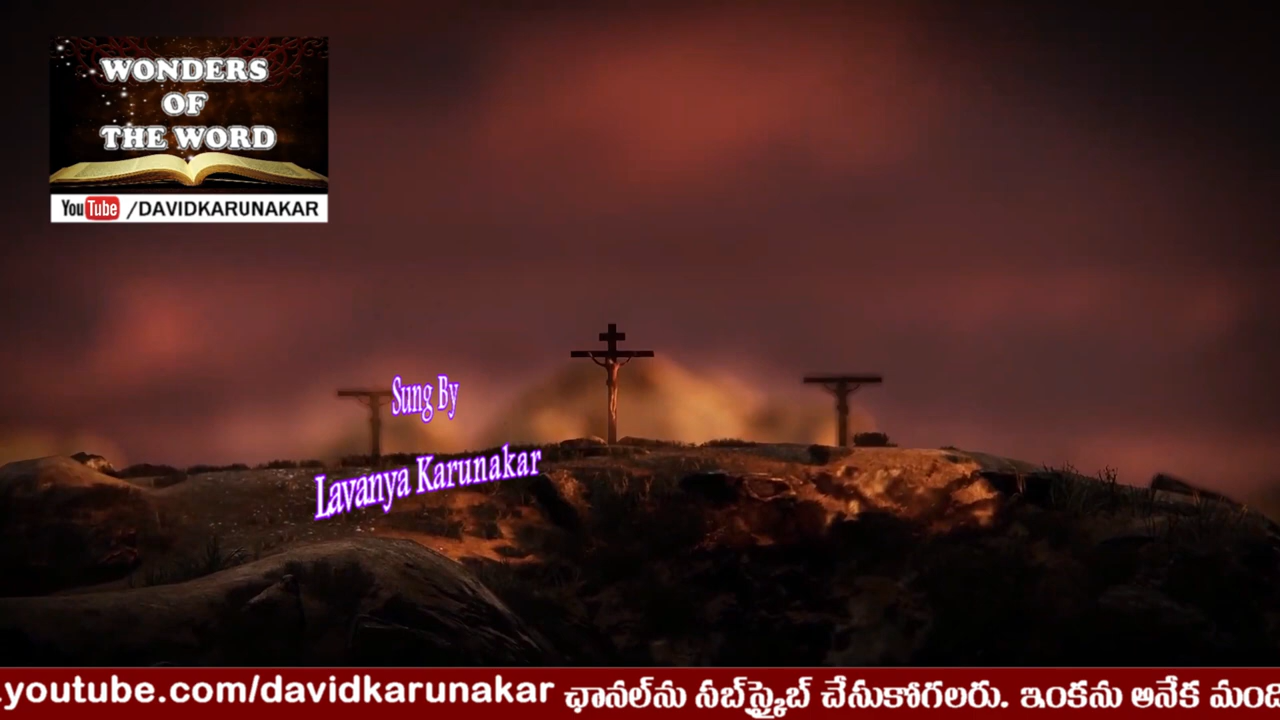 WONDERS
OF
THE WORD
YouTube /DAVIDKARUNAKAR
Sung By
Lavanya Karunakar
.youtube.com/davidkarunakar ఛానల్‌ను సబ్‌స్క్రైబ్ చేసుకోగలరు. ఇంకను అనేక